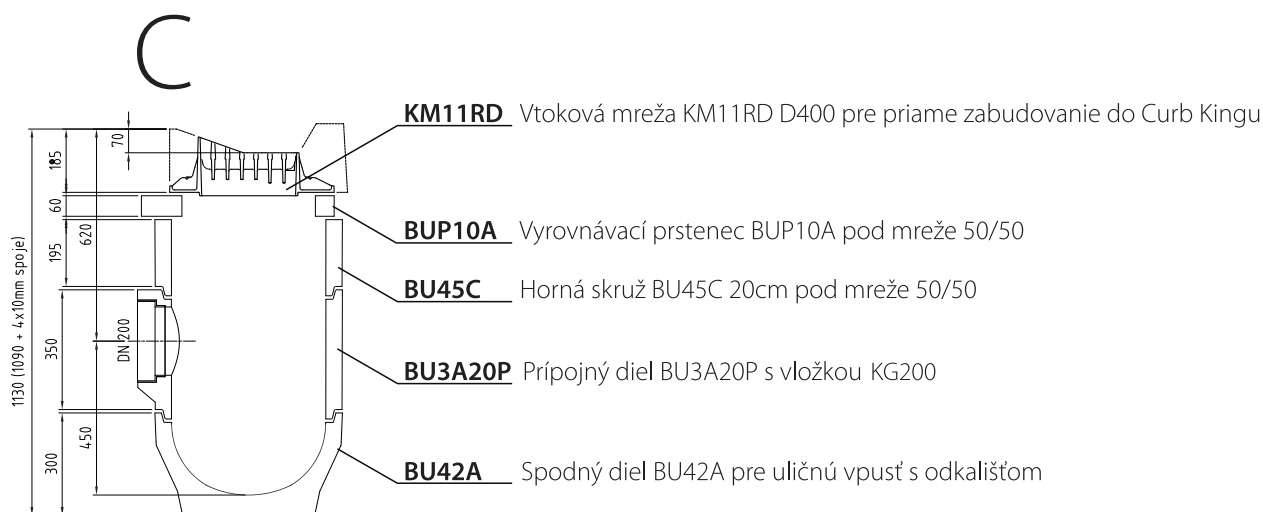 C
KM11RD Vtoková mreža KM11RD D400 pre priame zabudovanie do Curb Kingu
BUP10A Vyrovnávací prstenec BUP10A pod mreže 50/50
BU45C Horná skruž BU45C 20cm pod mreže 50/50
BU3A20P Prípojný diel BU3A20P s vložkou KG200
BU42A Spodný diel BU42A pre uličnú vpusť s odkališťom
1130 (1090 + 4x10mm spoje)
185
60
195
350
300
70
620
450
DN 200